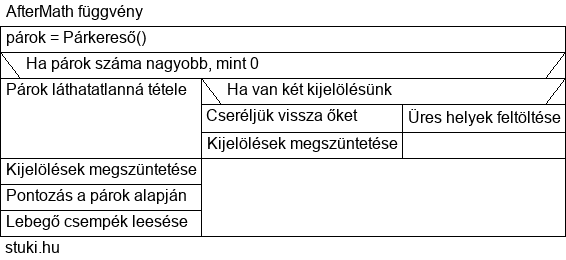 AfterMath függvény
párok = Párkereső()
Ha párok száma nagyobb, mint 0
Párok láthatatlanná tétele
Ha van két kijelölésünk
Cseréljük vissza őket
Üres helyek feltöltése
Kijelölések megszüntetése
Kijelölések megszüntetése
Pontozás a párok alapján
Lebegő csempék leesése
stuki.hu